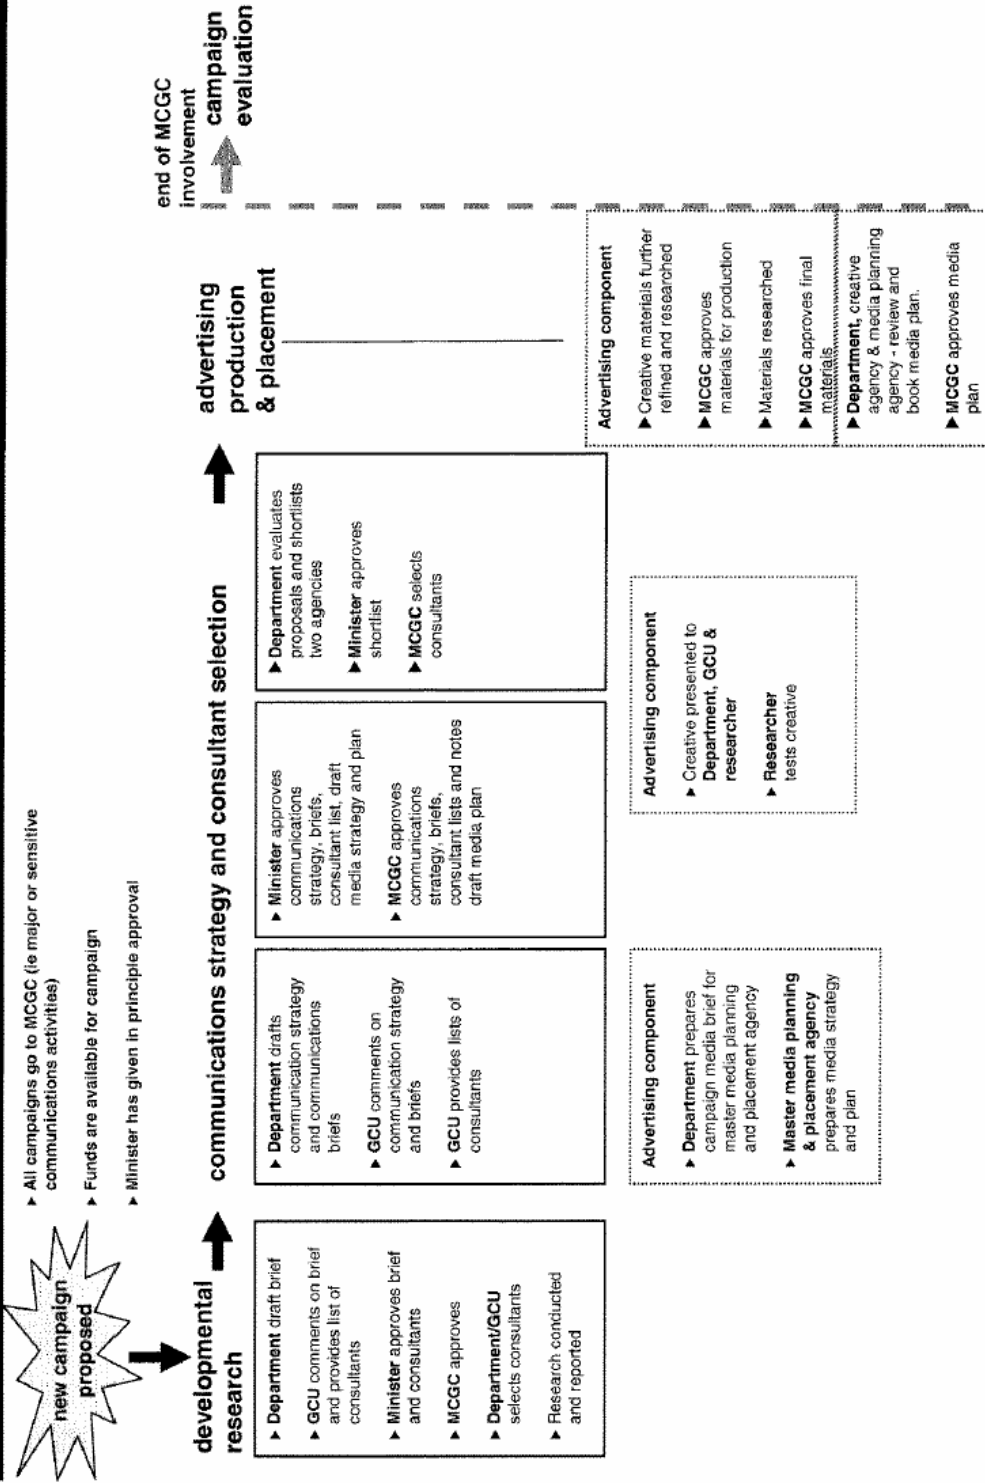 new campaign
proposed
▸ All campaigns go to MCGC (ie major or sensitive
communications activities)
▸ Funds are available for campaign
▸ Minister has given in principle approval
developmental
research
▸ Department draft brief
▸ GCU comments on brief
and provides list of
consultants
▸ Minister approves brief
and consultants
▸ MCGC approves
▸ Department/GCU
selects consultants
▸ Research conducted
and reported
communications strategy and consultant selection
▸ Department drafts
communication strategy
and communications
briefs
▸ GCU comments on
communication strategy
and briefs
▸ GCU provides lists of
consultants
▸ Minister approves
communications
strategy, briefs,
consultant list, draft
media strategy and plan
▸ MCGC approves
communications
strategy, briefs,
consultant lists and notes
draft media plan
▸ Department evaluates
proposals and shortlists
two agencies
▸ Minister approves
shortlist
▸ MCGC selects
consultants
Advertising component
▸ Department prepares
campaign media brief for
master media planning
and placement agency
▸ Master media planning
& placement agency
prepares media strategy
and plan
Advertising component
▸ Creative presented to
Department, GCU &
researcher
▸ Researcher
tests creative
advertising
production
& placement
Advertising component
▸ Creative materials further
refined and researched
▸ MCGC approves
materials for production
▸ Materials researched
▸ MCGC approves final
materials
▸ Department, creative
agency & media planning
agency - review and
book media plan.
▸ MCGC approves media
plan
end of MCGC
involvement
campaign
evaluation